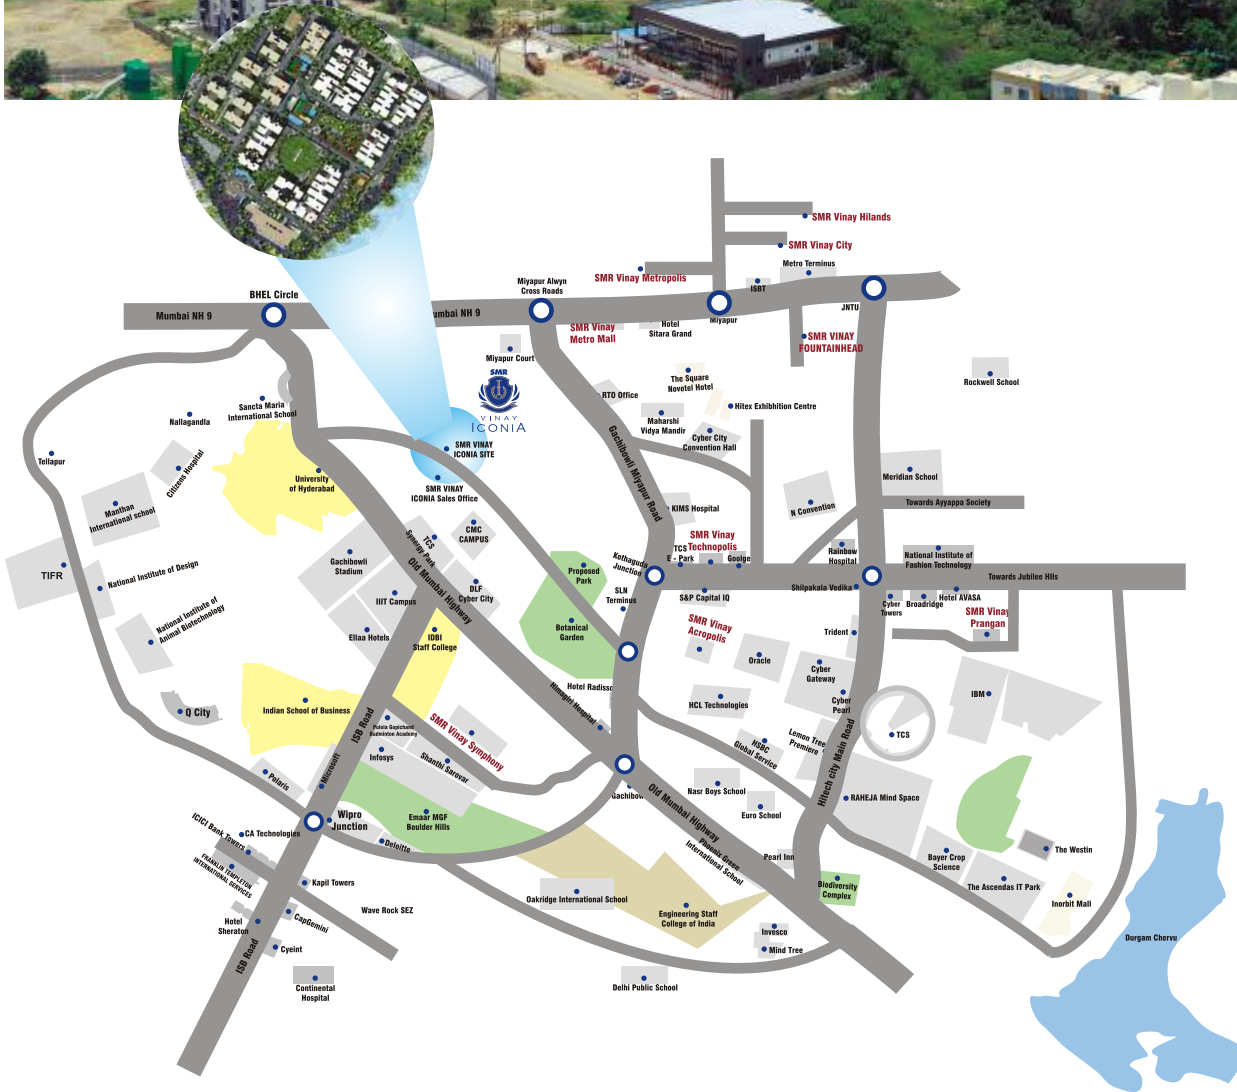 SMR Vinay Hilands
SMR Vinay City
Metro Terminus
SMR Vinay Metropolis
ISBT
Miyapur Alwyn
Cross Roads
BHEL Circle
JNTU
Mumbai NH 9
umbai NH 9
Miyapur
SMR Vinay
Metro Mall
Hotel
Sitara Grand
SMR VINAY
FOUNTAINHEAD
Miyapur Court
SMR
VINAY
ICONIA
The Square
Novotel Hotel
Rockwell School
RTO Office
Sancta Maria
International School
Nallagandla
Hitex Exhibhition Centre
Maharshi
Vidya Mandir
Cyber City
Convention Hall
SMR VINAY
ICONIA SITE
Tellapur
Citizens Hospital
University
of Hyderabad
SMR VINAY
ICONIA Sales Office
Gachibowli Miyapur Road
Meridian School
Manthan
International school
KIMS Hospital
N Convention
Towards Ayyappa Society
CMC
CAMPUS
TCS
Synergy Park
SMR Vinay
Technopolis
TCS
E - Park
Goolge
Rainbow
Hospital
National Institute of
Fashion Technology
Gachibowli
Stadium
Old Mumbai Highway
Kothaguda
Junction
Proposed
Park
TIFR
National Institute of Design
Towards Jubilee Hlls
DLF
Cyber City
SLN
Terminus
S&P Capital IQ
Shilpakala Vedika
Hotel AVASA
Cyber
Towers
Broadridge
IIIT Campus
National Institute of
Animal Biotechnology
SMR Vinay
Prangan
SMR Vinay
Acropolis
Botanical
Garden
Ellaa Hotels
IDBI
Staff College
Trident
Oracle
Cyber
Gateway
Hotel Radisso
Himagiri Hospital
IBM
Cyber
Pearl
HCL Technologies
Q City
Indian School of Business
ISB Road
Pulela Gopichand
Badminton Academy
SMR Vinay Symphony
TCS
Lemon Tree
Premiere
HSBC
Global Service
Hitech city Main Road
Infosys
Shanthi Sarovar
Microsoft
Polaris
Nasr Boys School
Gachibow
Old Mumbai Highway
RAHEJA Mind Space
Euro School
Emaar MGF
Boulder Hills
Wipro
Junction
ICICI Bank Towers
CA Technologies
Deloitte
Phoenix Green
International School
Pearl Inn
The Westin
Bayer Crop
Science
FRANKLIN TEMPLETON
INTERNATIONAL SERVICES
Kapil Towers
Biodiversity
Complex
The Ascendas IT Park
Oakridge International School
Inorbit Mall
Wave Rock SEZ
Engineering Staff
College of India
CapGemini
Hotel
Sheraton
Invesco
Durgam Chervu
Cyeint
Mind Tree
ISB Road
Continental
Hospital
Delhi Public School